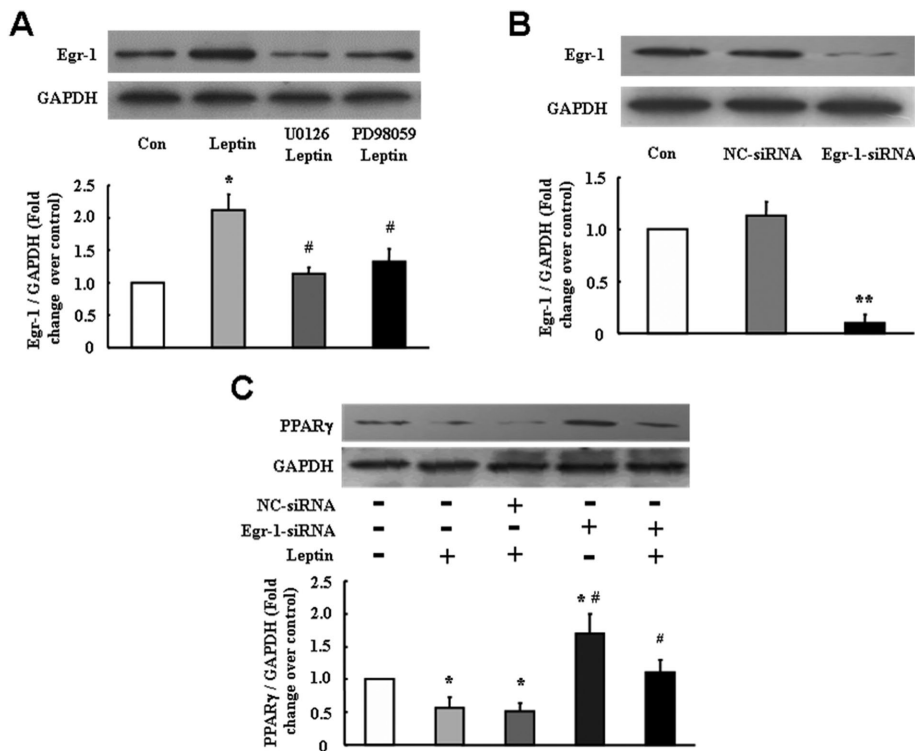 A
Egr-1
GAPDH
Con Leptin U0126 Leptin PD98059 Leptin
Egr-1 / GAPDH (Fold
change over control)
2.5
2.0
1.5
1.0
0.5
0
*
#
#
B
Egr-1
GAPDH
Con NC-siRNA Egr-1-siRNA
Egr-1 / GAPDH (Fold
change over control)
1.5
1.0
0.5
0
**
C
PPARγ
GAPDH
NC-siRNA - - + - -
Egr-1-siRNA - - - + +
Leptin - + + - +
PPARγ / GAPDH (Fold
change over control)
2.5
2.0
1.5
1.0
0.5
0
*
*
* #
#